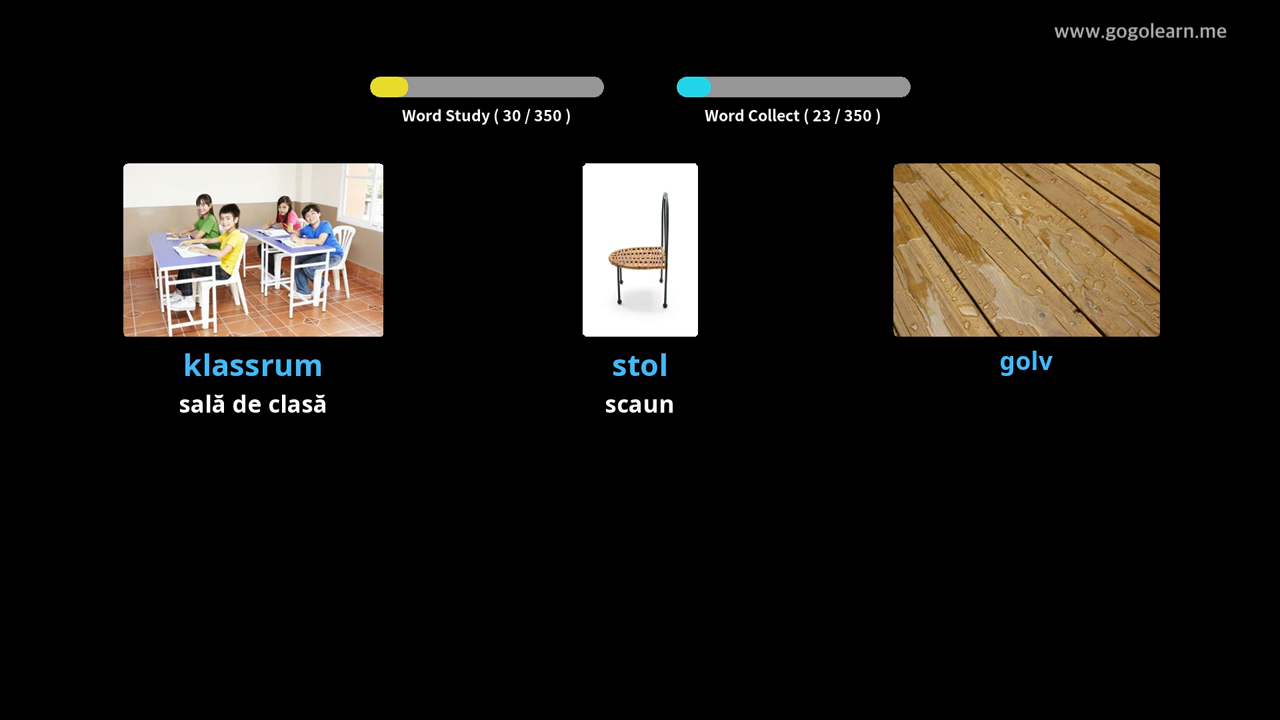 www.gogolearn.me
Word Study ( 30 / 350 )
Word Collect ( 23 / 350 )
klassrum
sală de clasă
stol
scaun
golv